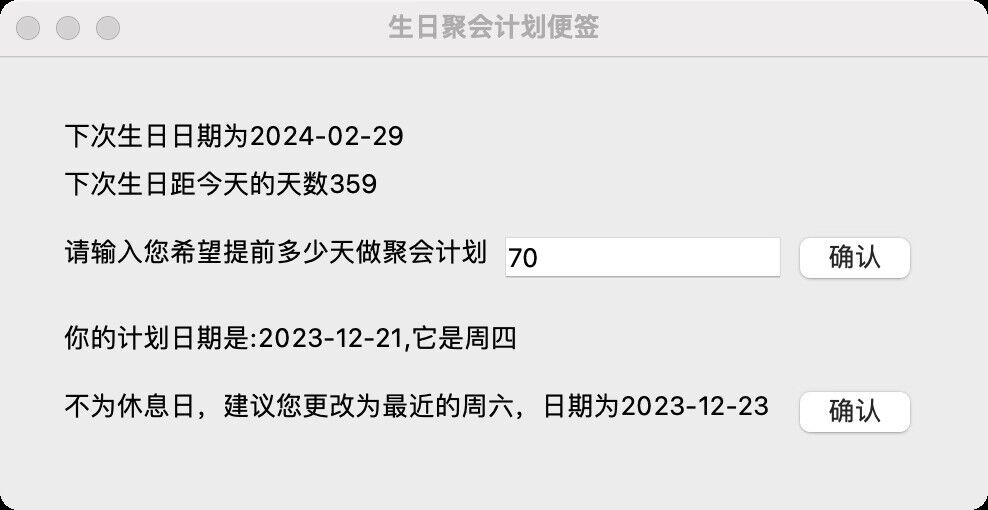 生日聚会计划便签
下次生日日期为2024-02-29
下次生日距今天的天数359
请输入您希望提前多少天做聚会计划 70 确认
你的计划日期是:2023-12-21,它是周四
不为休息日，建议您更改为最近的周六，日期为2023-12-23 确认